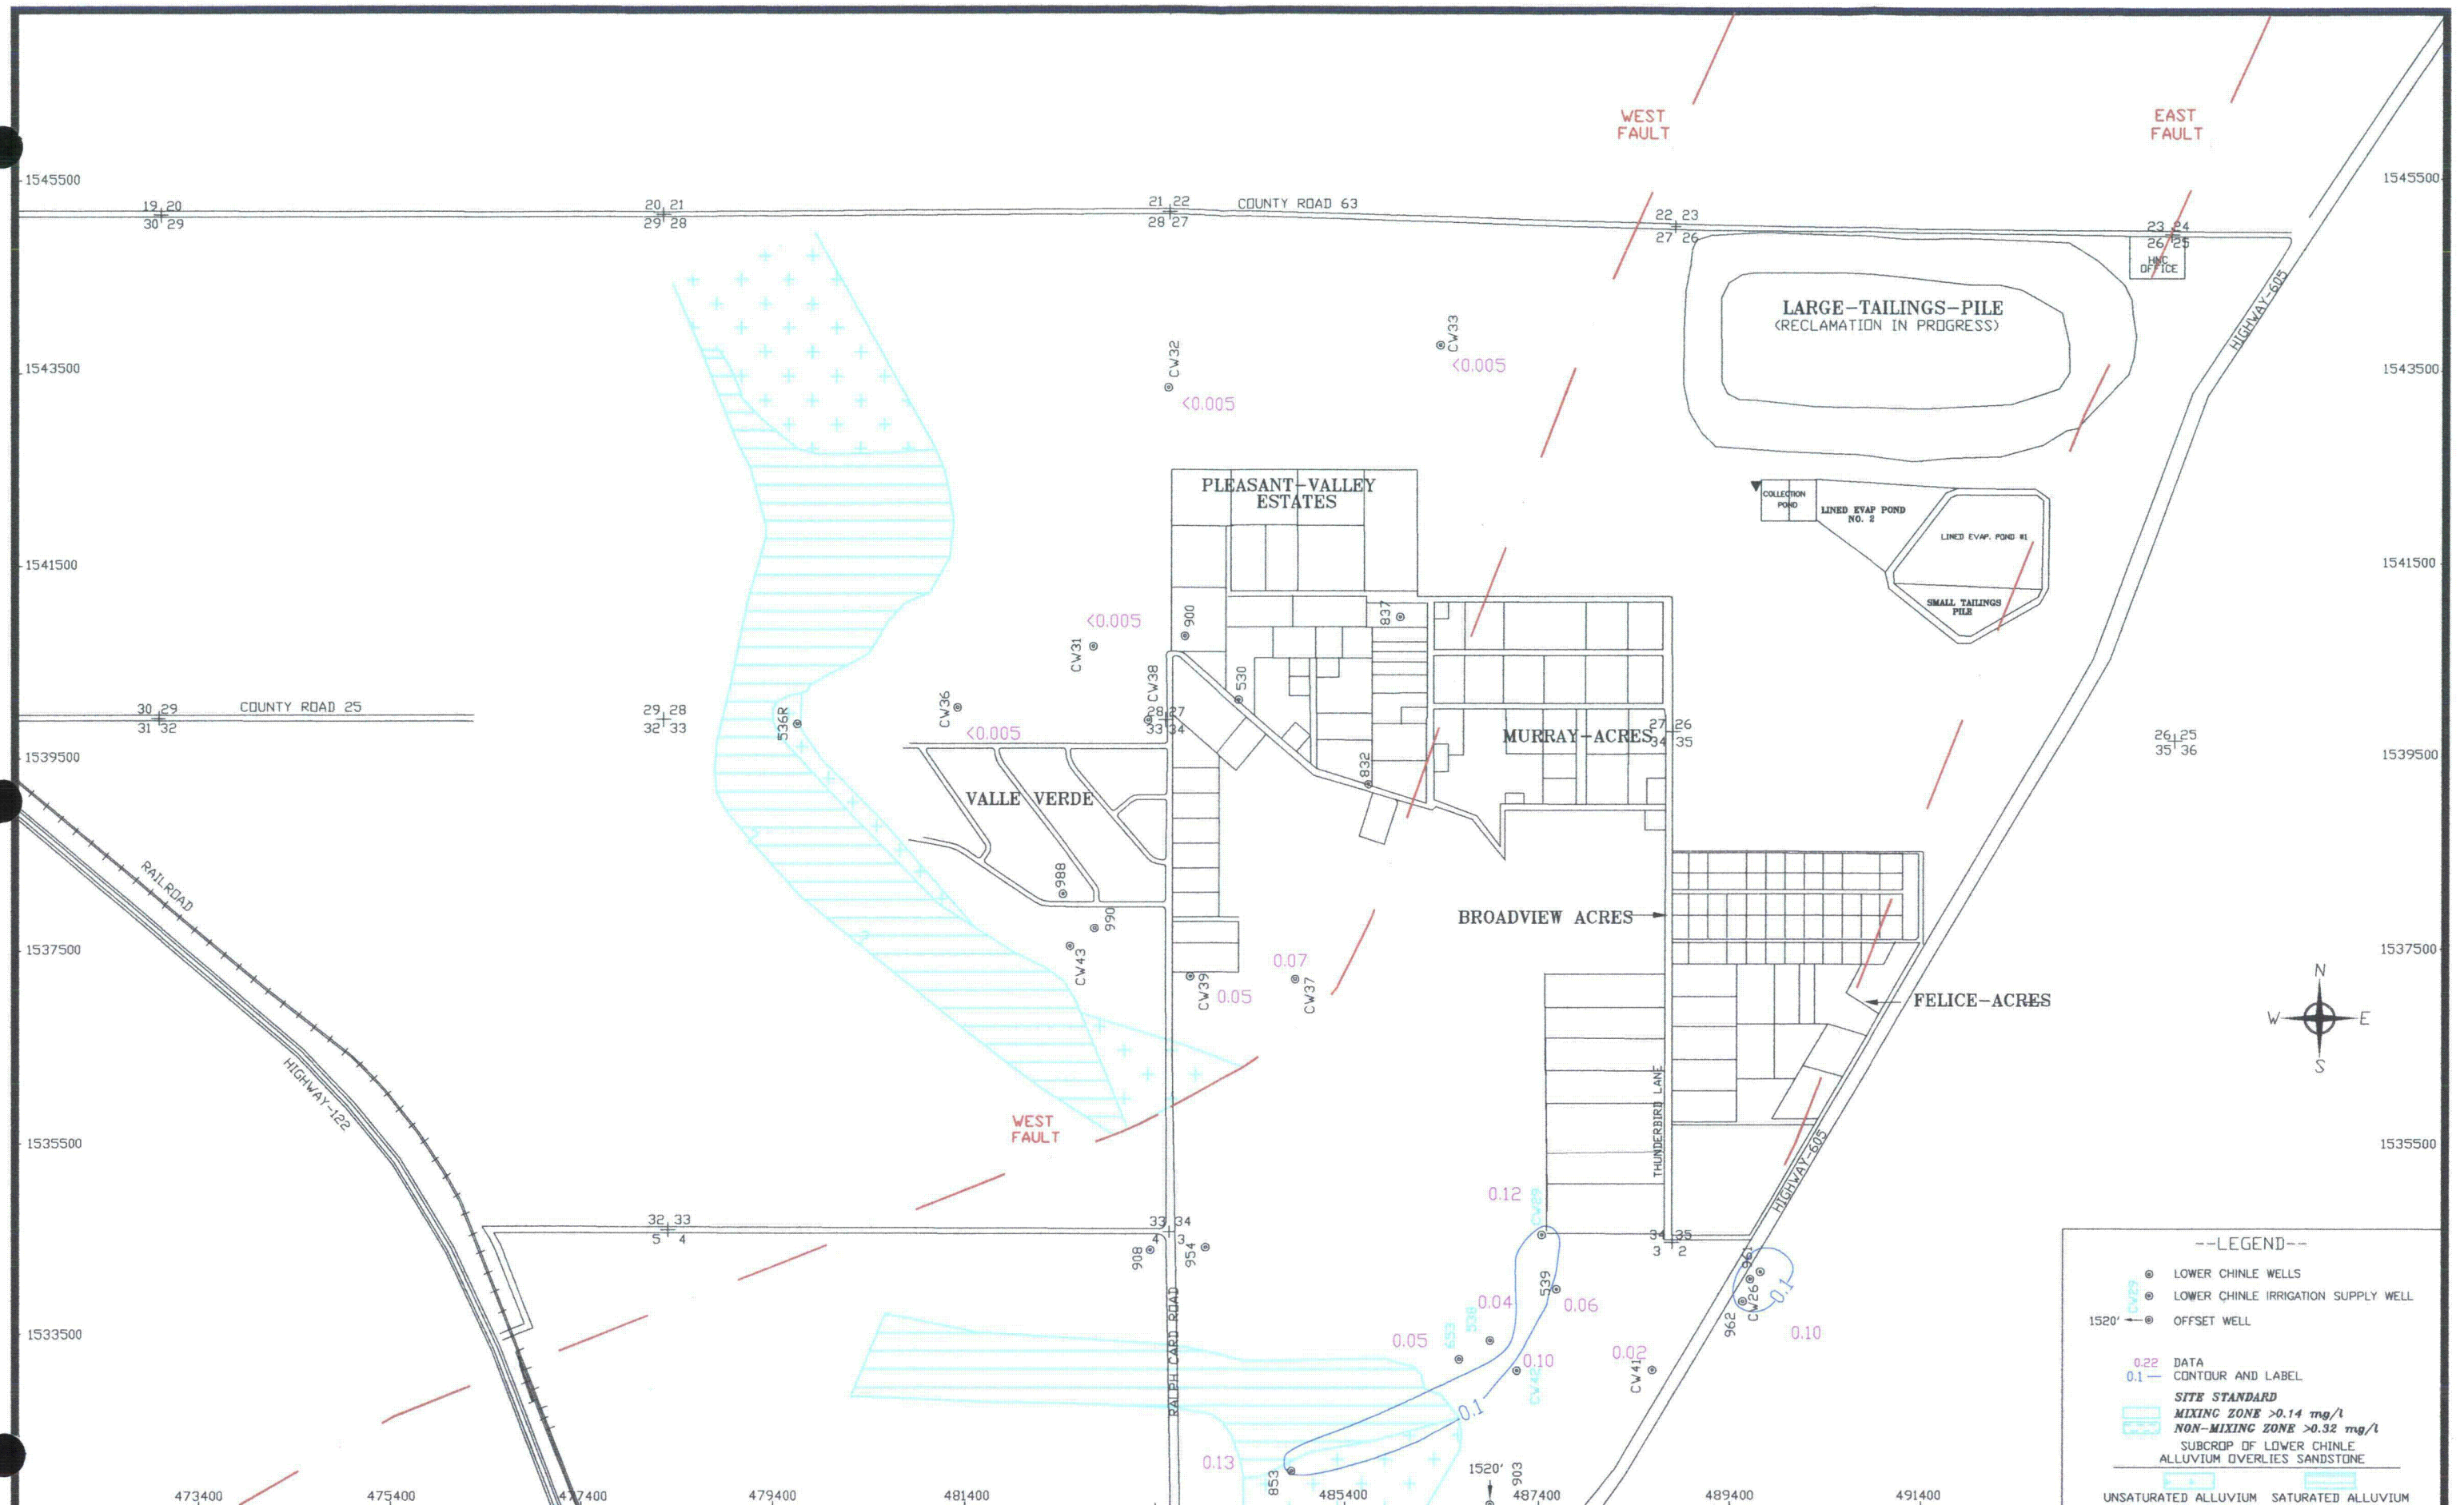 WEST
FAULT
EAST
FAULT
1545500
1545500
19 20
30 29
20 21
29 28
21 22
28 27
COUNTY ROAD 63
22 23
27 26
23 24
26 25
HMC
OFFICE
HIGHWAY-605
LARGE-TAILINGS-PILE
(RECLAMATION IN PROGRESS)
CW33
<0.005
CW32
<0.005
1543500
1543500
PLEASANT-VALLEY
ESTATES
COLLECTION
POND
LINED EVAP POND
NO. 2
LINED EVAP. POND #1
SMALL TAILINGS
PILE
1541500
1541500
<0.005
CW31
900
837
530
CW38
CW36
<0.005
536R
30 29
31 32
COUNTY ROAD 25
29 28
32 33
28 27
33 34
MURRAY-ACRES
27 26
34 35
26 25
35 36
832
1539500
1539500
VALLE VERDE
RAILROAD
988
990
CW43
BROADVIEW ACRES
1537500
1537500
0.07
CW37
CW39
0.05
FELICE-ACRES
N
W
E
S
HIGHWAY-122
WEST
FAULT
THUNDERBIRD LANE
HIGHWAY-605
1535500
1535500
0.12
CW29
32 33
5 4
33 34
4 3
34 35
3 2
908
954
961
CW26
962
0.1
0.10
539
0.04
0.06
538
653
0.05
0.10
CW42
0.02
CW41
RALPH CARD ROAD
0.1
1533500
0.13
853
1520'
903
473400
475400
477400
479400
481400
485400
487400
489400
491400
--LEGEND--
LOWER CHINLE WELLS
CW29
LOWER CHINLE IRRIGATION SUPPLY WELL
1520'
OFFSET WELL
0.22 DATA
0.1 CONTOUR AND LABEL
SITE STANDARD
MIXING ZONE >0.14 mg/l
NON-MIXING ZONE >0.32 mg/l
SUBCROP OF LOWER CHINLE
ALLUVIUM OVERLIES SANDSTONE
UNSATURATED ALLUVIUM SATURATED ALLUVIUM